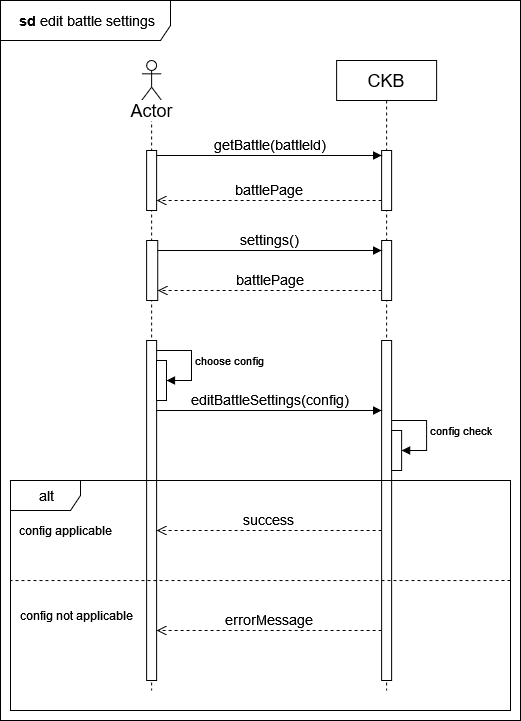 sd edit battle settings
Actor
CKB
getBattle(battleId)
battlePage
settings()
battlePage
choose config
editBattleSettings(config)
config check
alt
success
config applicable
config not applicable
errorMessage